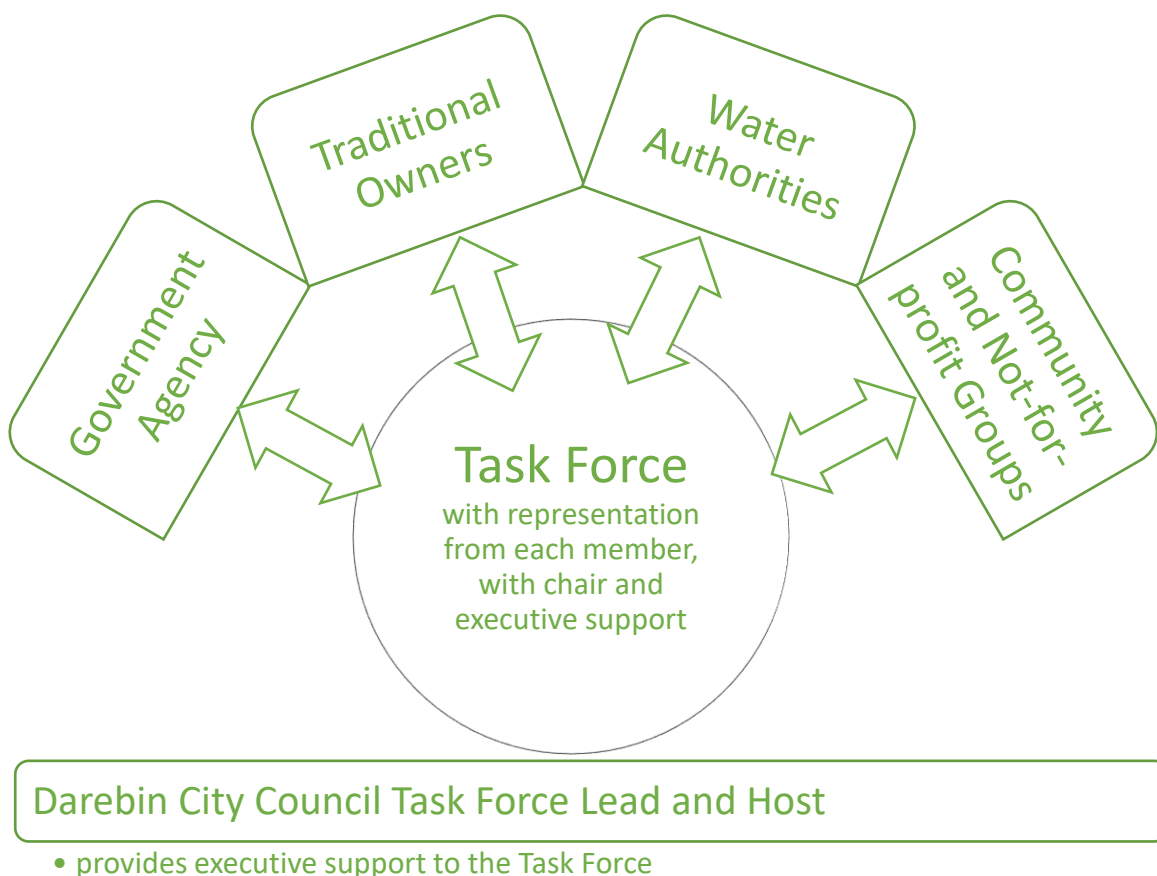 Government
Agency
Traditional
Owners
Water
Authorities
Community
and Not-for-
profit Groups
Task Force
with representation
from each member,
with chair and
executive support
Darebin City Council Task Force Lead and Host
• provides executive support to the Task Force